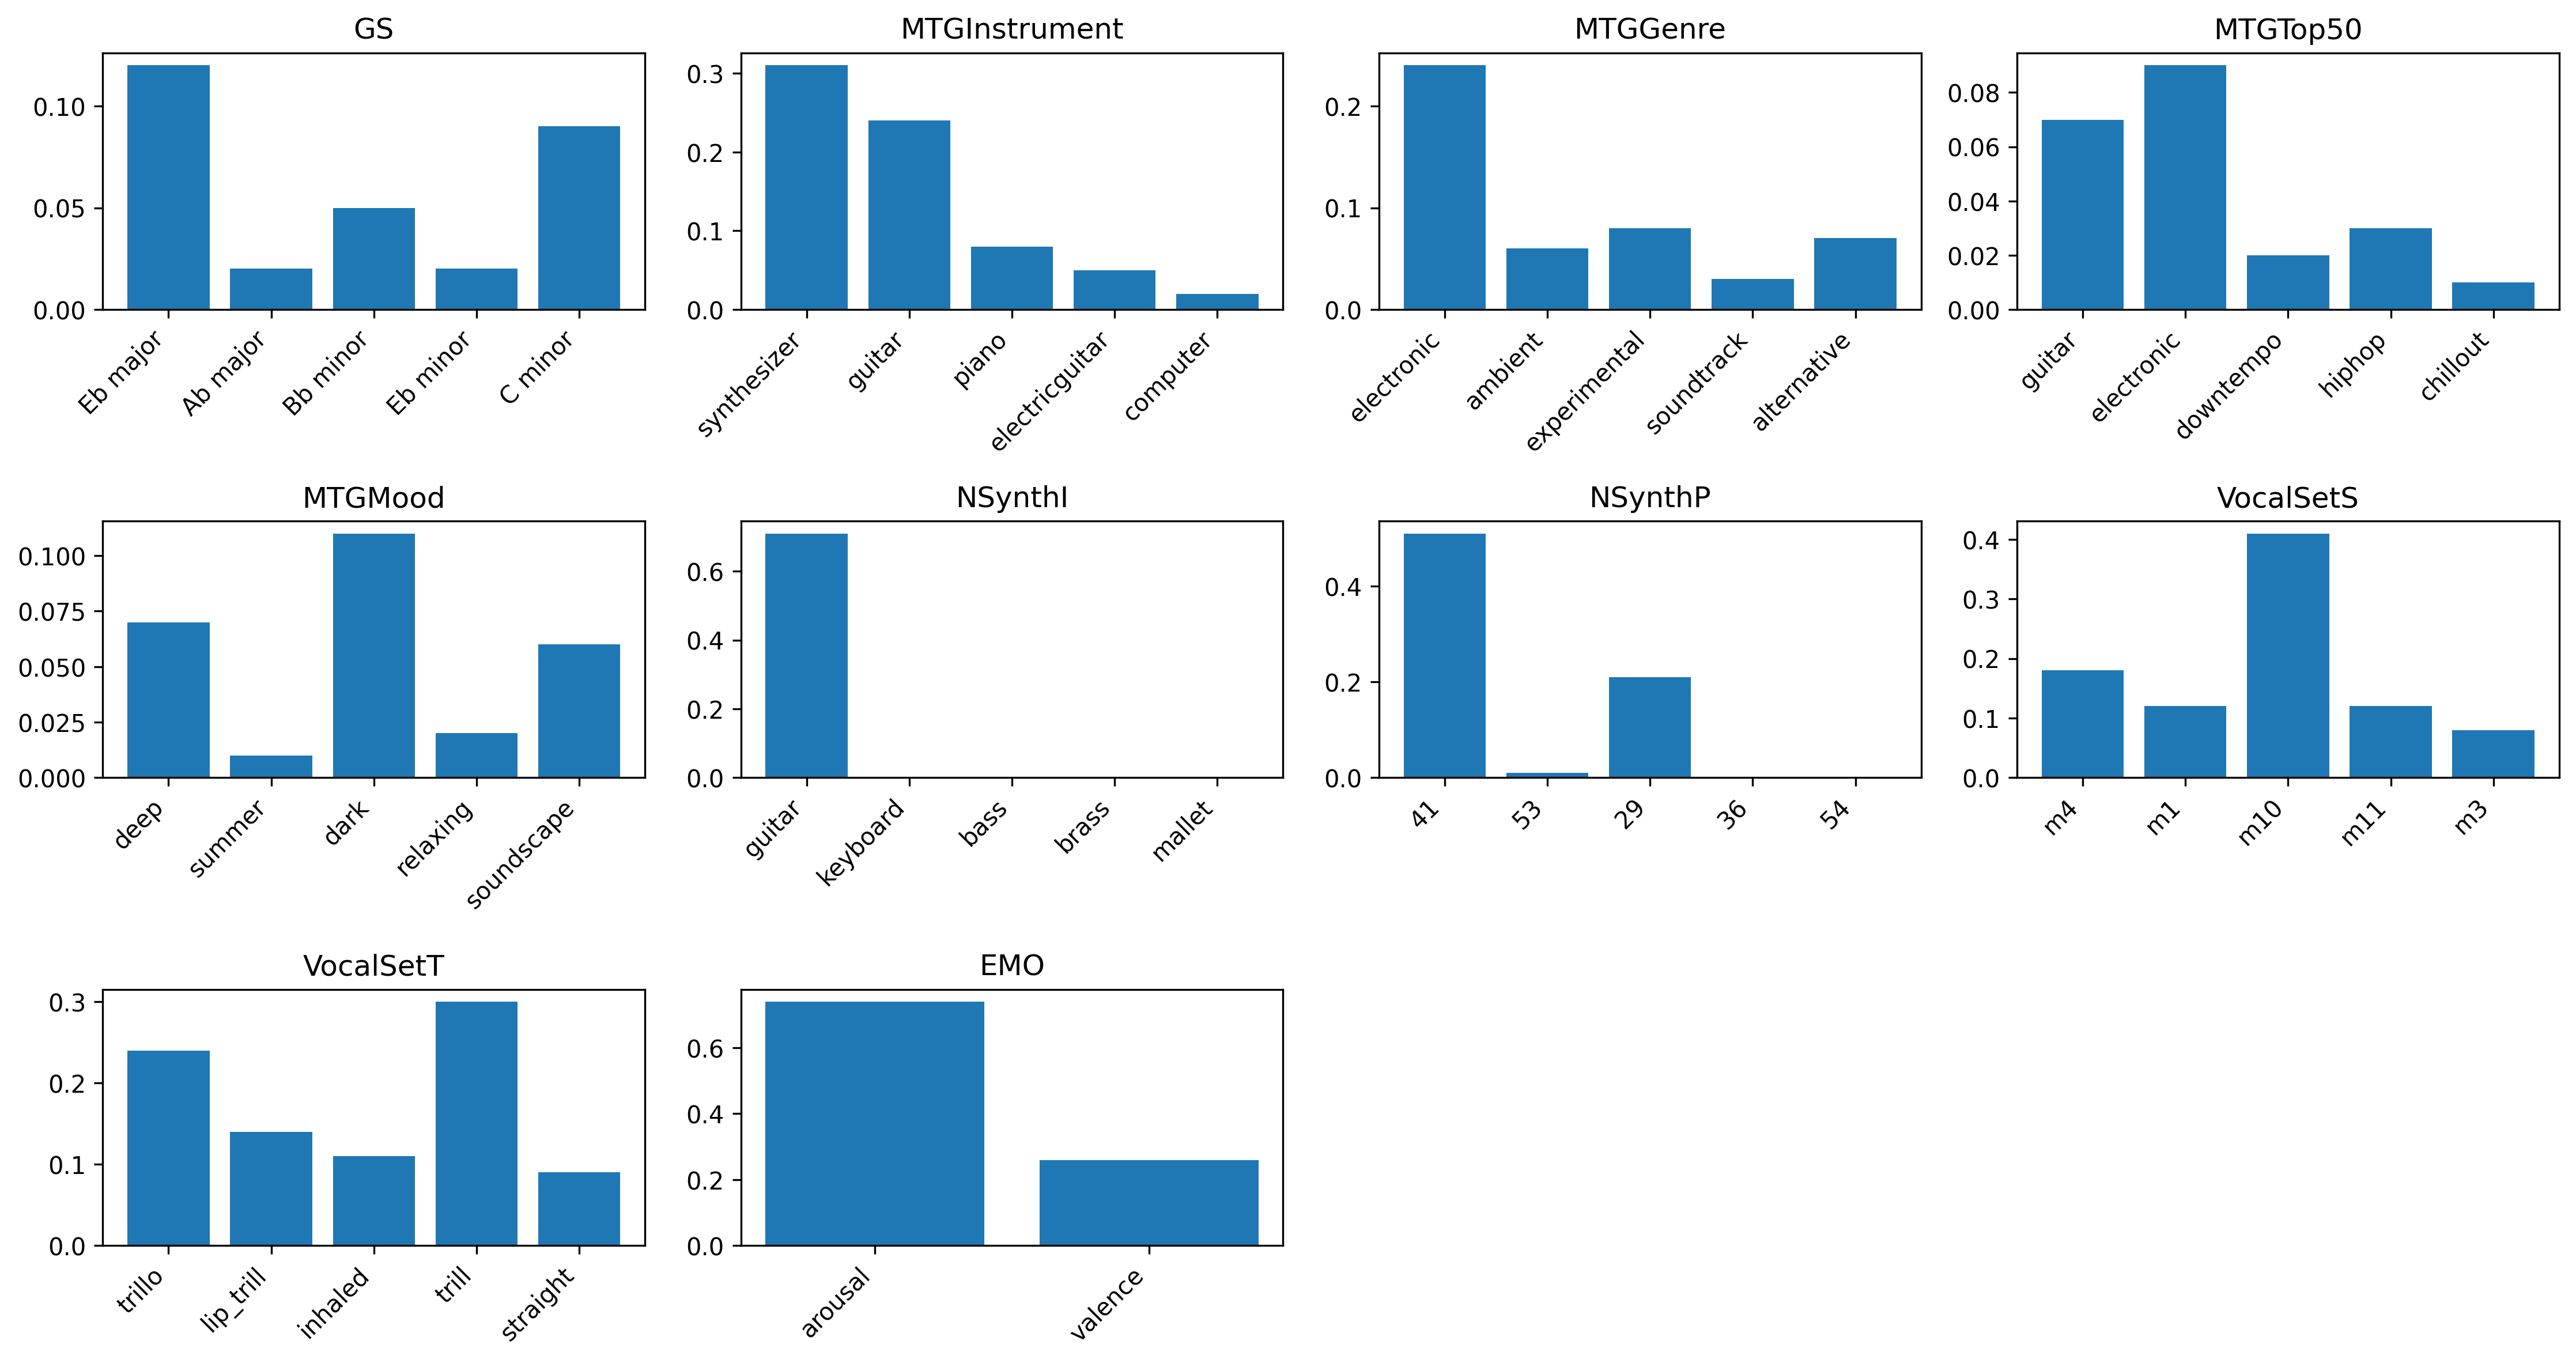 GS
0.10
0.05
0.00
Eb major
Ab major
Bb minor
Eb minor
C minor
MTGInstrument
0.3
0.2
0.1
0.0
synthesizer
guitar
piano
electricguitar
computer
MTGGenre
0.2
0.1
0.0
electronic
ambient
experimental
soundtrack
alternative
MTGTop50
0.08
0.06
0.04
0.02
0.00
guitar
electronic
downtempo
hiphop
chillout
MTGMood
0.100
0.075
0.050
0.025
0.000
deep
summer
dark
relaxing
soundscape
NSynthI
0.6
0.4
0.2
0.0
guitar
keyboard
bass
brass
mallet
NSynthP
0.4
0.2
0.0
41
53
29
36
54
VocalSetS
0.4
0.3
0.2
0.1
0.0
m4
m1
m10
m11
m3
VocalSetT
0.3
0.2
0.1
0.0
trillo
lip_trill
inhaled
trill
straight
EMO
0.6
0.4
0.2
0.0
arousal
valence